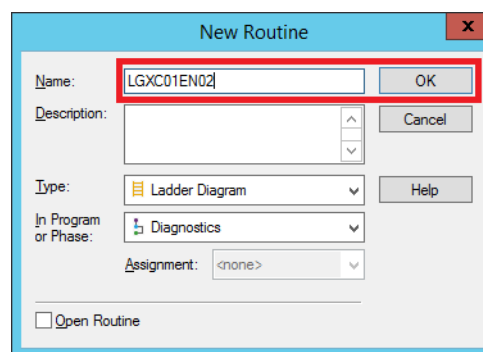 New Routine
x
Name: LGXC01EN02 OK
Description: Cancel
Type: Ladder Diagram Help
In Program
or Phase: Diagnostics
Assignment: <none>
Open Routine